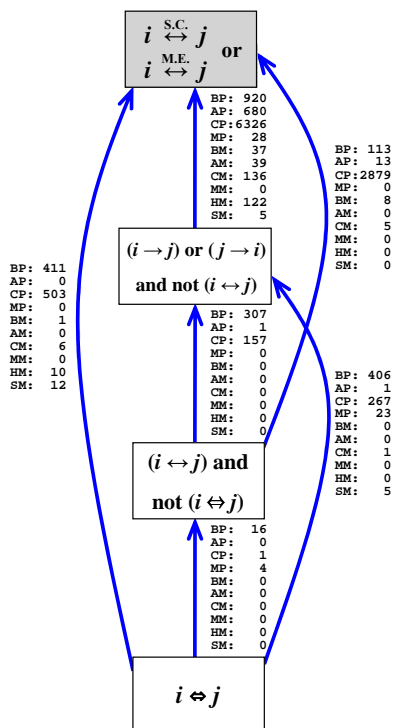 i S.C. ↔ j or
i M.E. ↔ j
BP: 920
AP: 680
CP:6326
MP: 28
BM: 37
AM: 39
CM: 136
MM: 0
HM: 122
SM: 5
BP: 113
AP: 13
CP:2879
MP: 0
BM: 8
AM: 0
CM: 5
MM: 0
HM: 0
SM: 0
(i → j) or (j → i)
and not (i ↔ j)
BP: 411
AP: 0
CP: 503
MP: 0
BM: 1
AM: 0
CM: 6
MM: 0
HM: 10
SM: 12
BP: 307
AP: 1
CP: 157
MP: 0
BM: 0
AM: 0
CM: 0
MM: 0
HM: 0
SM: 0
BP: 406
AP: 1
CP: 267
MP: 23
BM: 0
AM: 0
CM: 1
MM: 0
HM: 0
SM: 5
(i ↔ j) and
not (i ⇔ j)
BP: 16
AP: 0
CP: 1
MP: 4
BM: 0
AM: 0
CM: 0
MM: 0
HM: 0
SM: 0
i ⇔ j